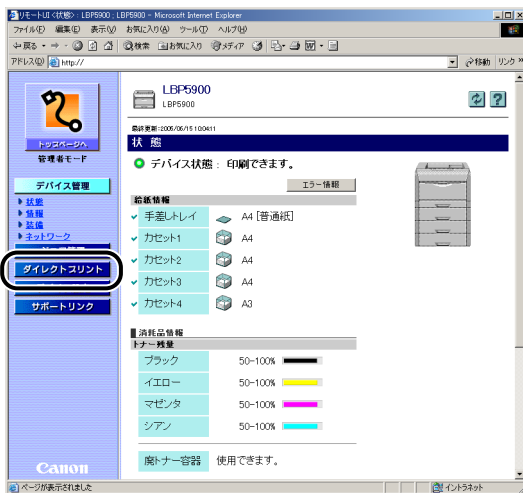 リモートUI <状態> : LBP5900 ; LBP5900 - Microsoft Internet Explorer
ファイル(F) 編集(E) 表示(V) お気に入り(A) ツール(T) ヘルプ(H)
戻る 検索 お気に入り メディア
アドレス(D) http:// 移動 リンク »
LBP5900
LBP5900
トップページへ
管理者モード
最終更新:2005/06/15 10:04:11
状 態
デバイス状態 : 印刷できます。
エラー情報
デバイス管理
状態
情報
装備
ネットワーク
ダイレクトプリント
サポートリンク
給紙情報
手差しトレイ A4 [普通紙]
カセット1 A4
カセット2 A4
カセット3 A4
カセット4 A3
消耗品情報
トナー残量
ブラック 50-100%
イエロー 50-100%
マゼンタ 50-100%
シアン 50-100%
廃トナー容器 使用できます。
Canon
ページが表示されました イントラネット